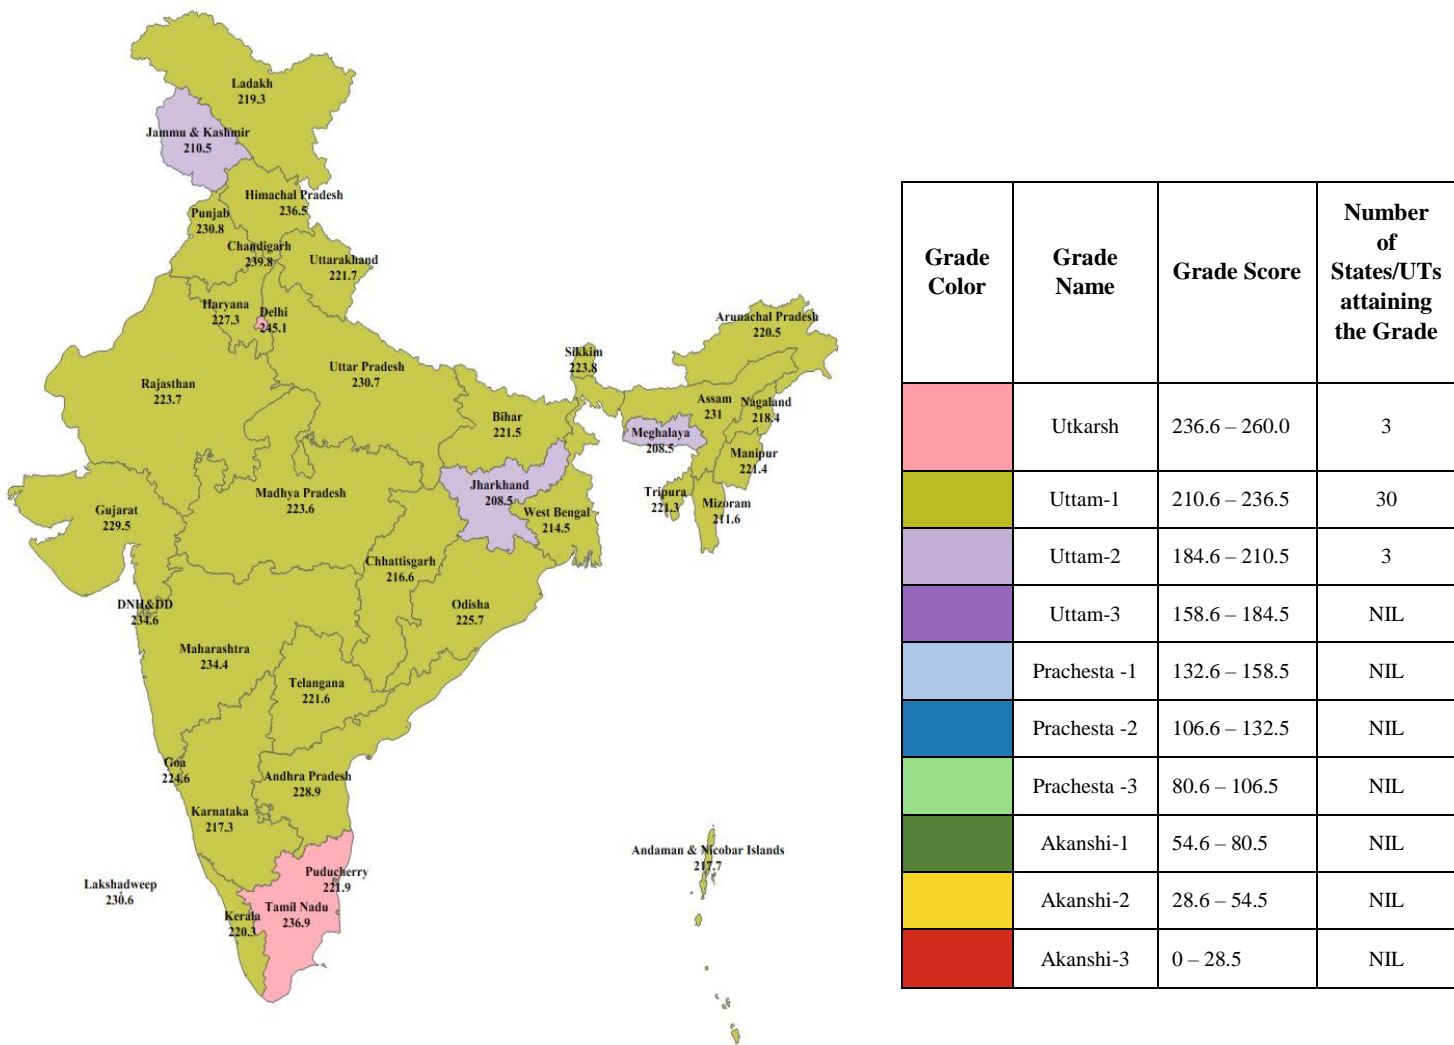 Ladakh
219.3
Jammu & Kashmir
210.5
Himachal Pradesh
236.5
Punjab
230.8
Chandigarh
239.8
Uttarakhand
221.7
Haryana
227.3
Delhi
245.1
Arunachal Pradesh
220.5
Sikkim
223.8
Uttar Pradesh
230.7
Rajasthan
223.7
Assam
231
Nagaland
218.4
Bihar
221.5
Meghalaya
208.5
Manipur
221.4
Jharkhand
208.5
Tripura
221.3
Mizoram
211.6
Madhya Pradesh
223.6
West Bengal
214.5
Gujarat
229.5
Chhattisgarh
216.6
DNH&DD
234.6
Odisha
225.7
Maharashtra
234.4
Telangana
221.6
Goa
224.6
Andhra Pradesh
228.9
Karnataka
217.3
Andaman & Nicobar Islands
217.7
Puducherry
221.9
Lakshadweep
230.6
Tamil Nadu
236.9
Kerala
220.3
Grade Color Grade Name Grade Score Number of States/UTs attaining the Grade
Utkarsh 236.6 – 260.0 3
Uttam-1 210.6 – 236.5 30
Uttam-2 184.6 – 210.5 3
Uttam-3 158.6 – 184.5 NIL
Prachesta -1 132.6 – 158.5 NIL
Prachesta -2 106.6 – 132.5 NIL
Prachesta -3 80.6 – 106.5 NIL
Akanshi-1 54.6 – 80.5 NIL
Akanshi-2 28.6 – 54.5 NIL
Akanshi-3 0 – 28.5 NIL